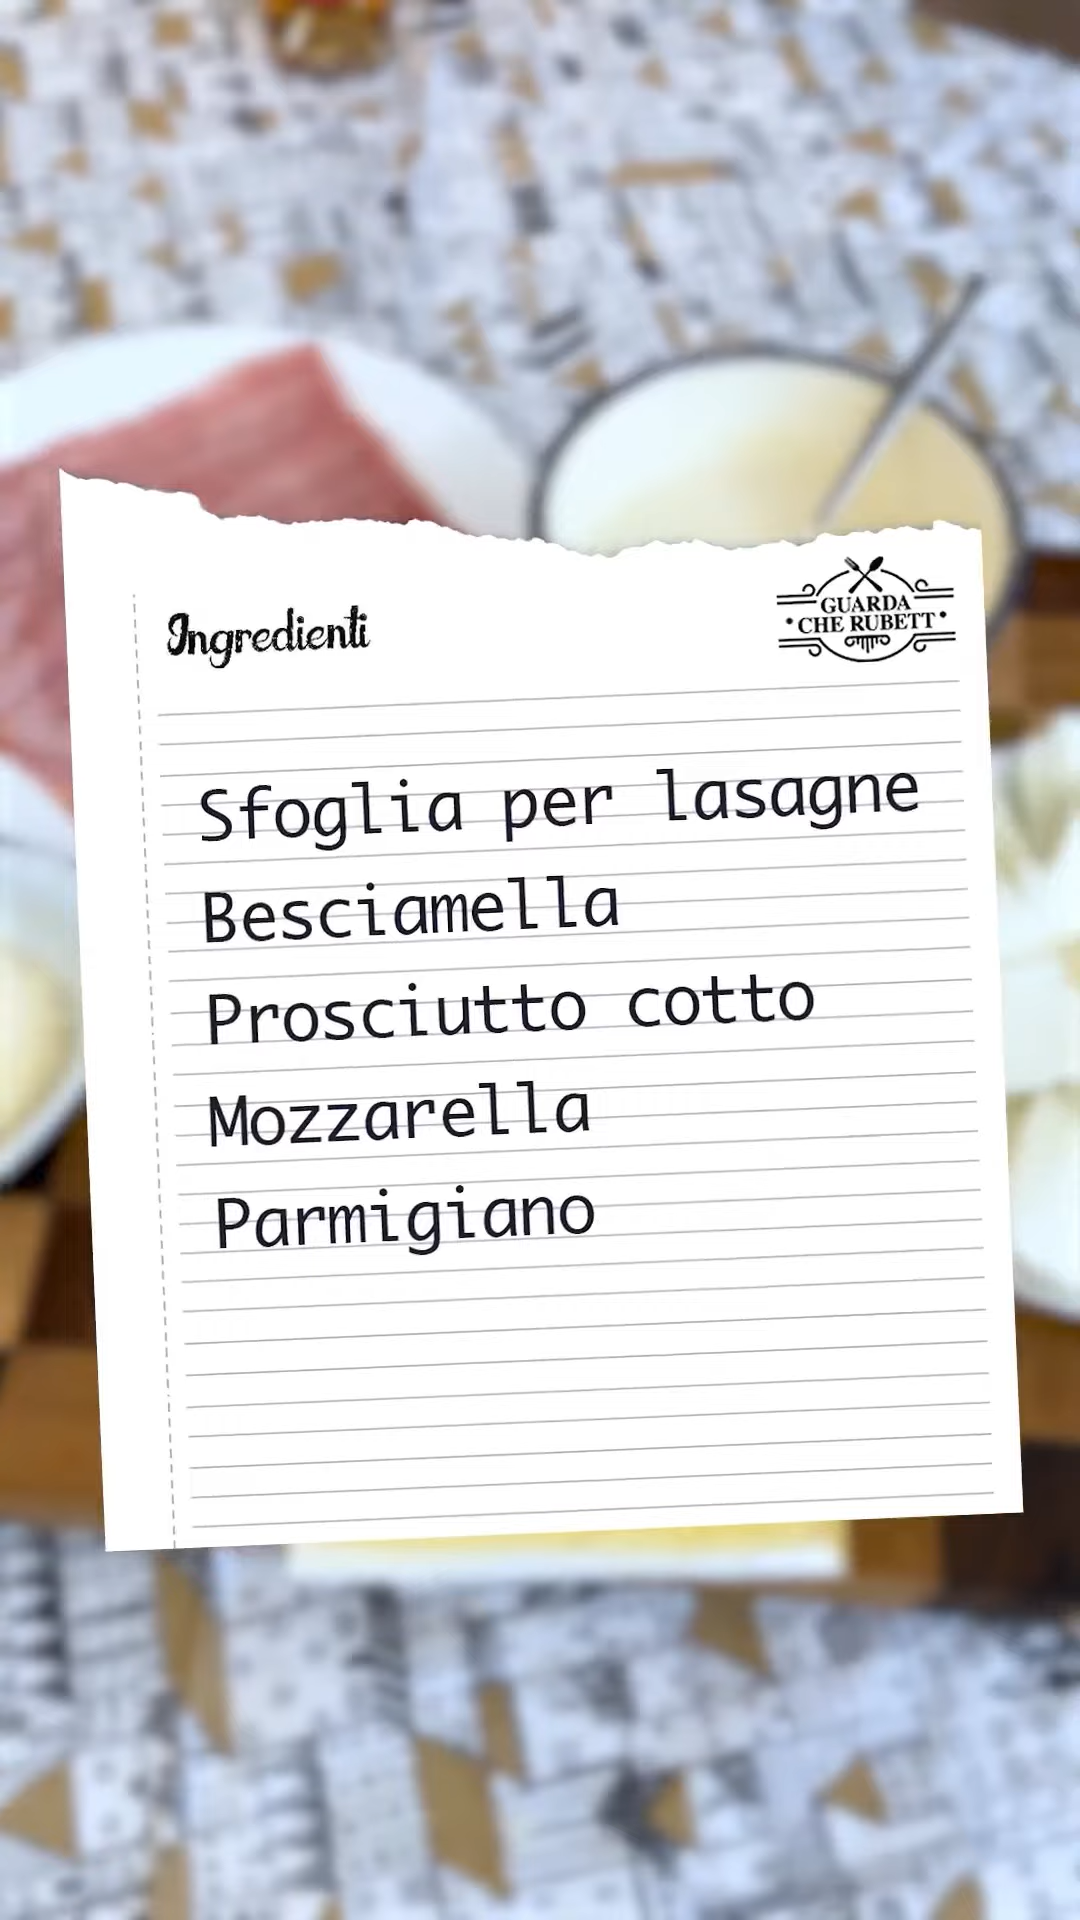 Ingredienti
GUARDA
CHE RUBETT
Sfoglia per lasagne
Besciamella
Prosciutto cotto
Mozzarella
Parmigiano